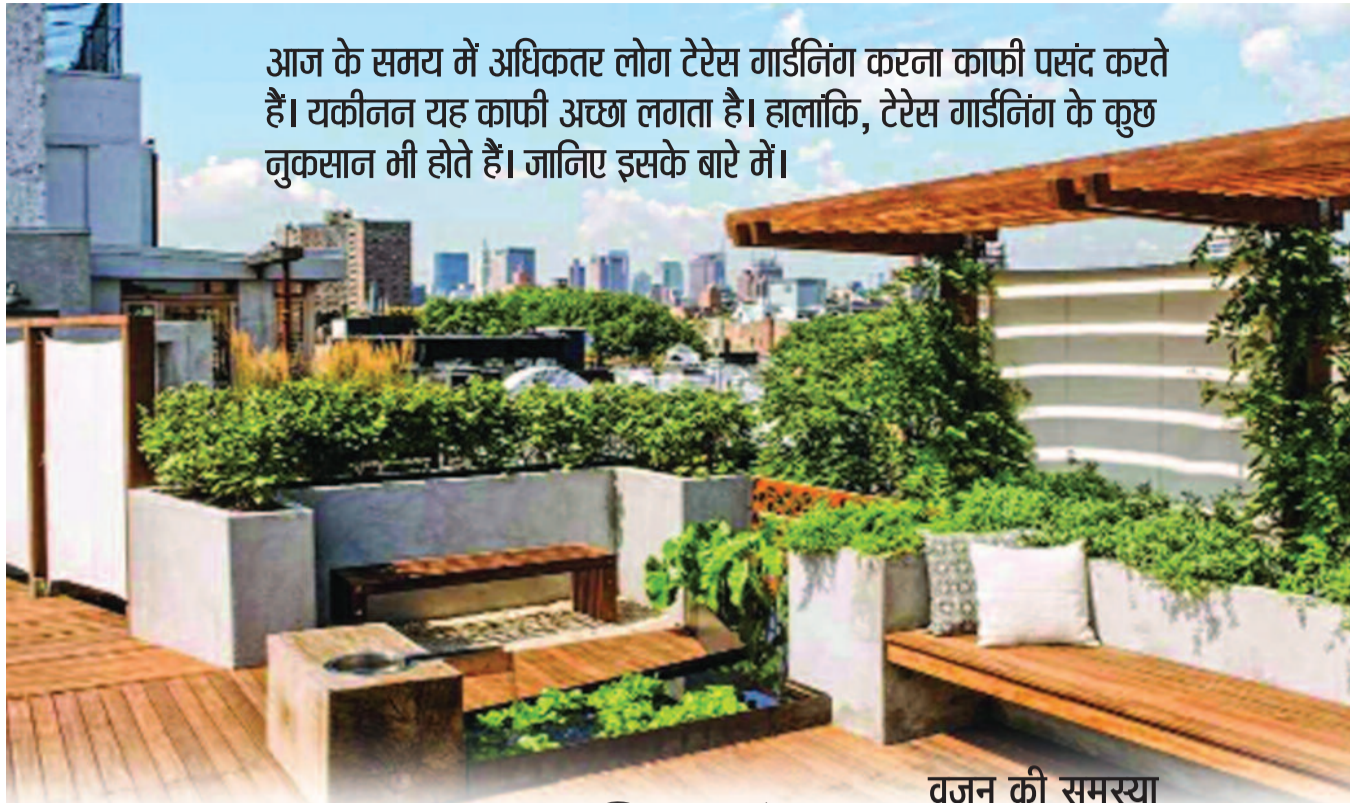 आज के समय में अधिकतर लोग टेरेस गार्डनिंग करना काफी पसंद करते
हैं। यकीनन यह काफी अच्छा लगता है। हालांकि, टेरेस गार्डनिंग के कुछ
नुकसान भी होते हैं। जानिए इसके बारे में।
वजन की समस्या